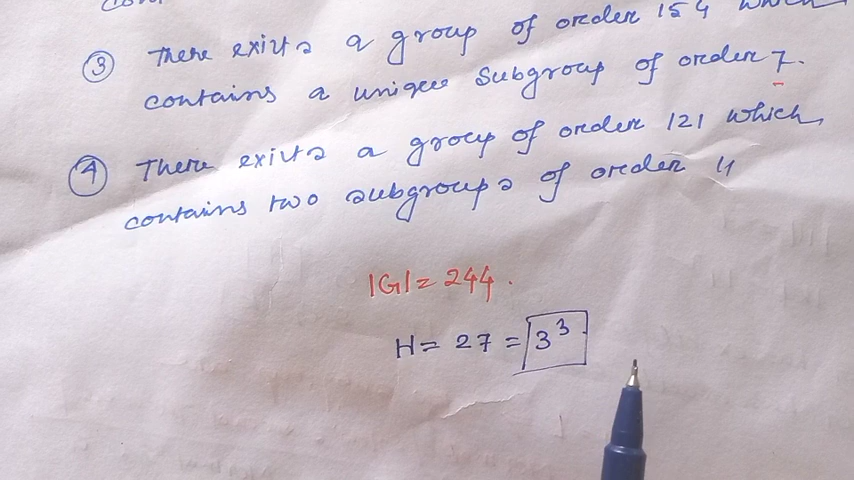 ③ There exists a group of order 154 which
contains a unique subgroup of order 7.
④ There exists a group of order 121 which
contains two subgroups of order 11
|G| = 244.
H = 27 = 3³